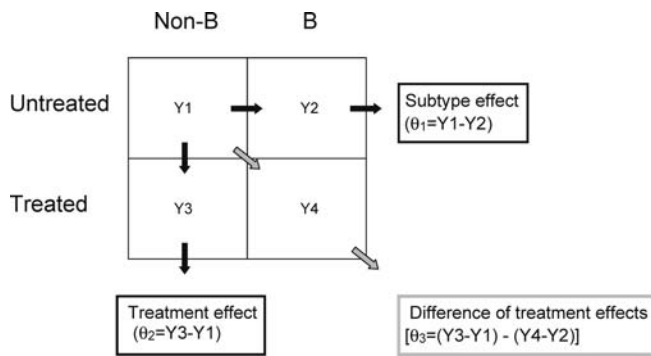 Non-B B
Untreated
Y1 Y2
Subtype effect
(θ₁=Y1-Y2)
Treated
Y3 Y4
Treatment effect
(θ₂=Y3-Y1)
Difference of treatment effects
[θ₃=(Y3-Y1) - (Y4-Y2)]